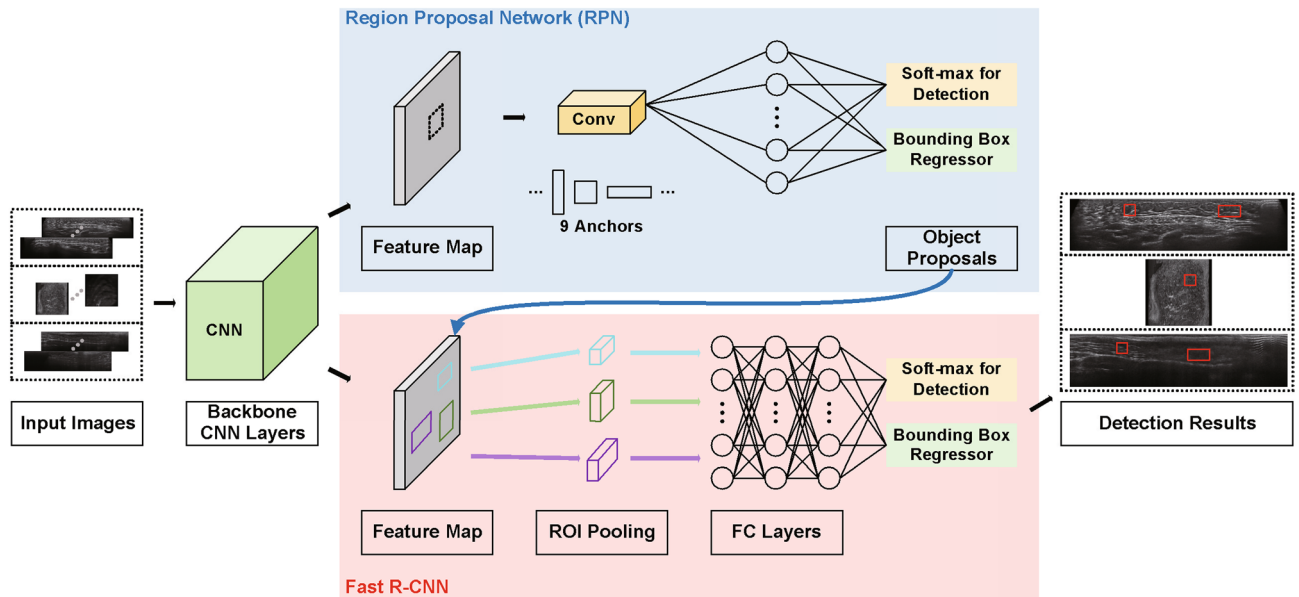 Region Proposal Network (RPN)
Soft-max for
Detection
Conv
Bounding Box
Regressor
...
...
9 Anchors
Feature Map
Object
Proposals
CNN
Input Images
Backbone
CNN Layers
Soft-max for
Detection
Bounding Box
Regressor
Detection Results
Feature Map
ROI Pooling
FC Layers
Fast R-CNN